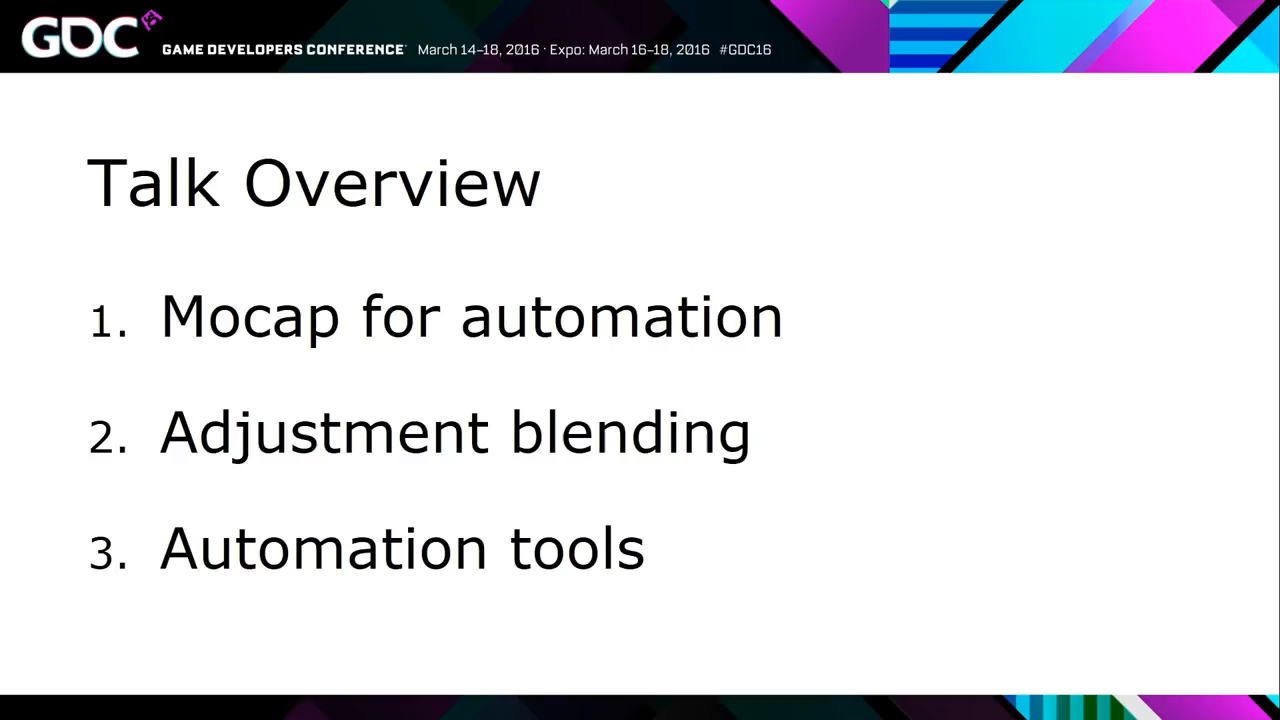 GDC GAME DEVELOPERS CONFERENCE March 14–18, 2016 · Expo: March 16–18, 2016 #GDC16
Talk Overview
1. Mocap for automation
2. Adjustment blending
3. Automation tools